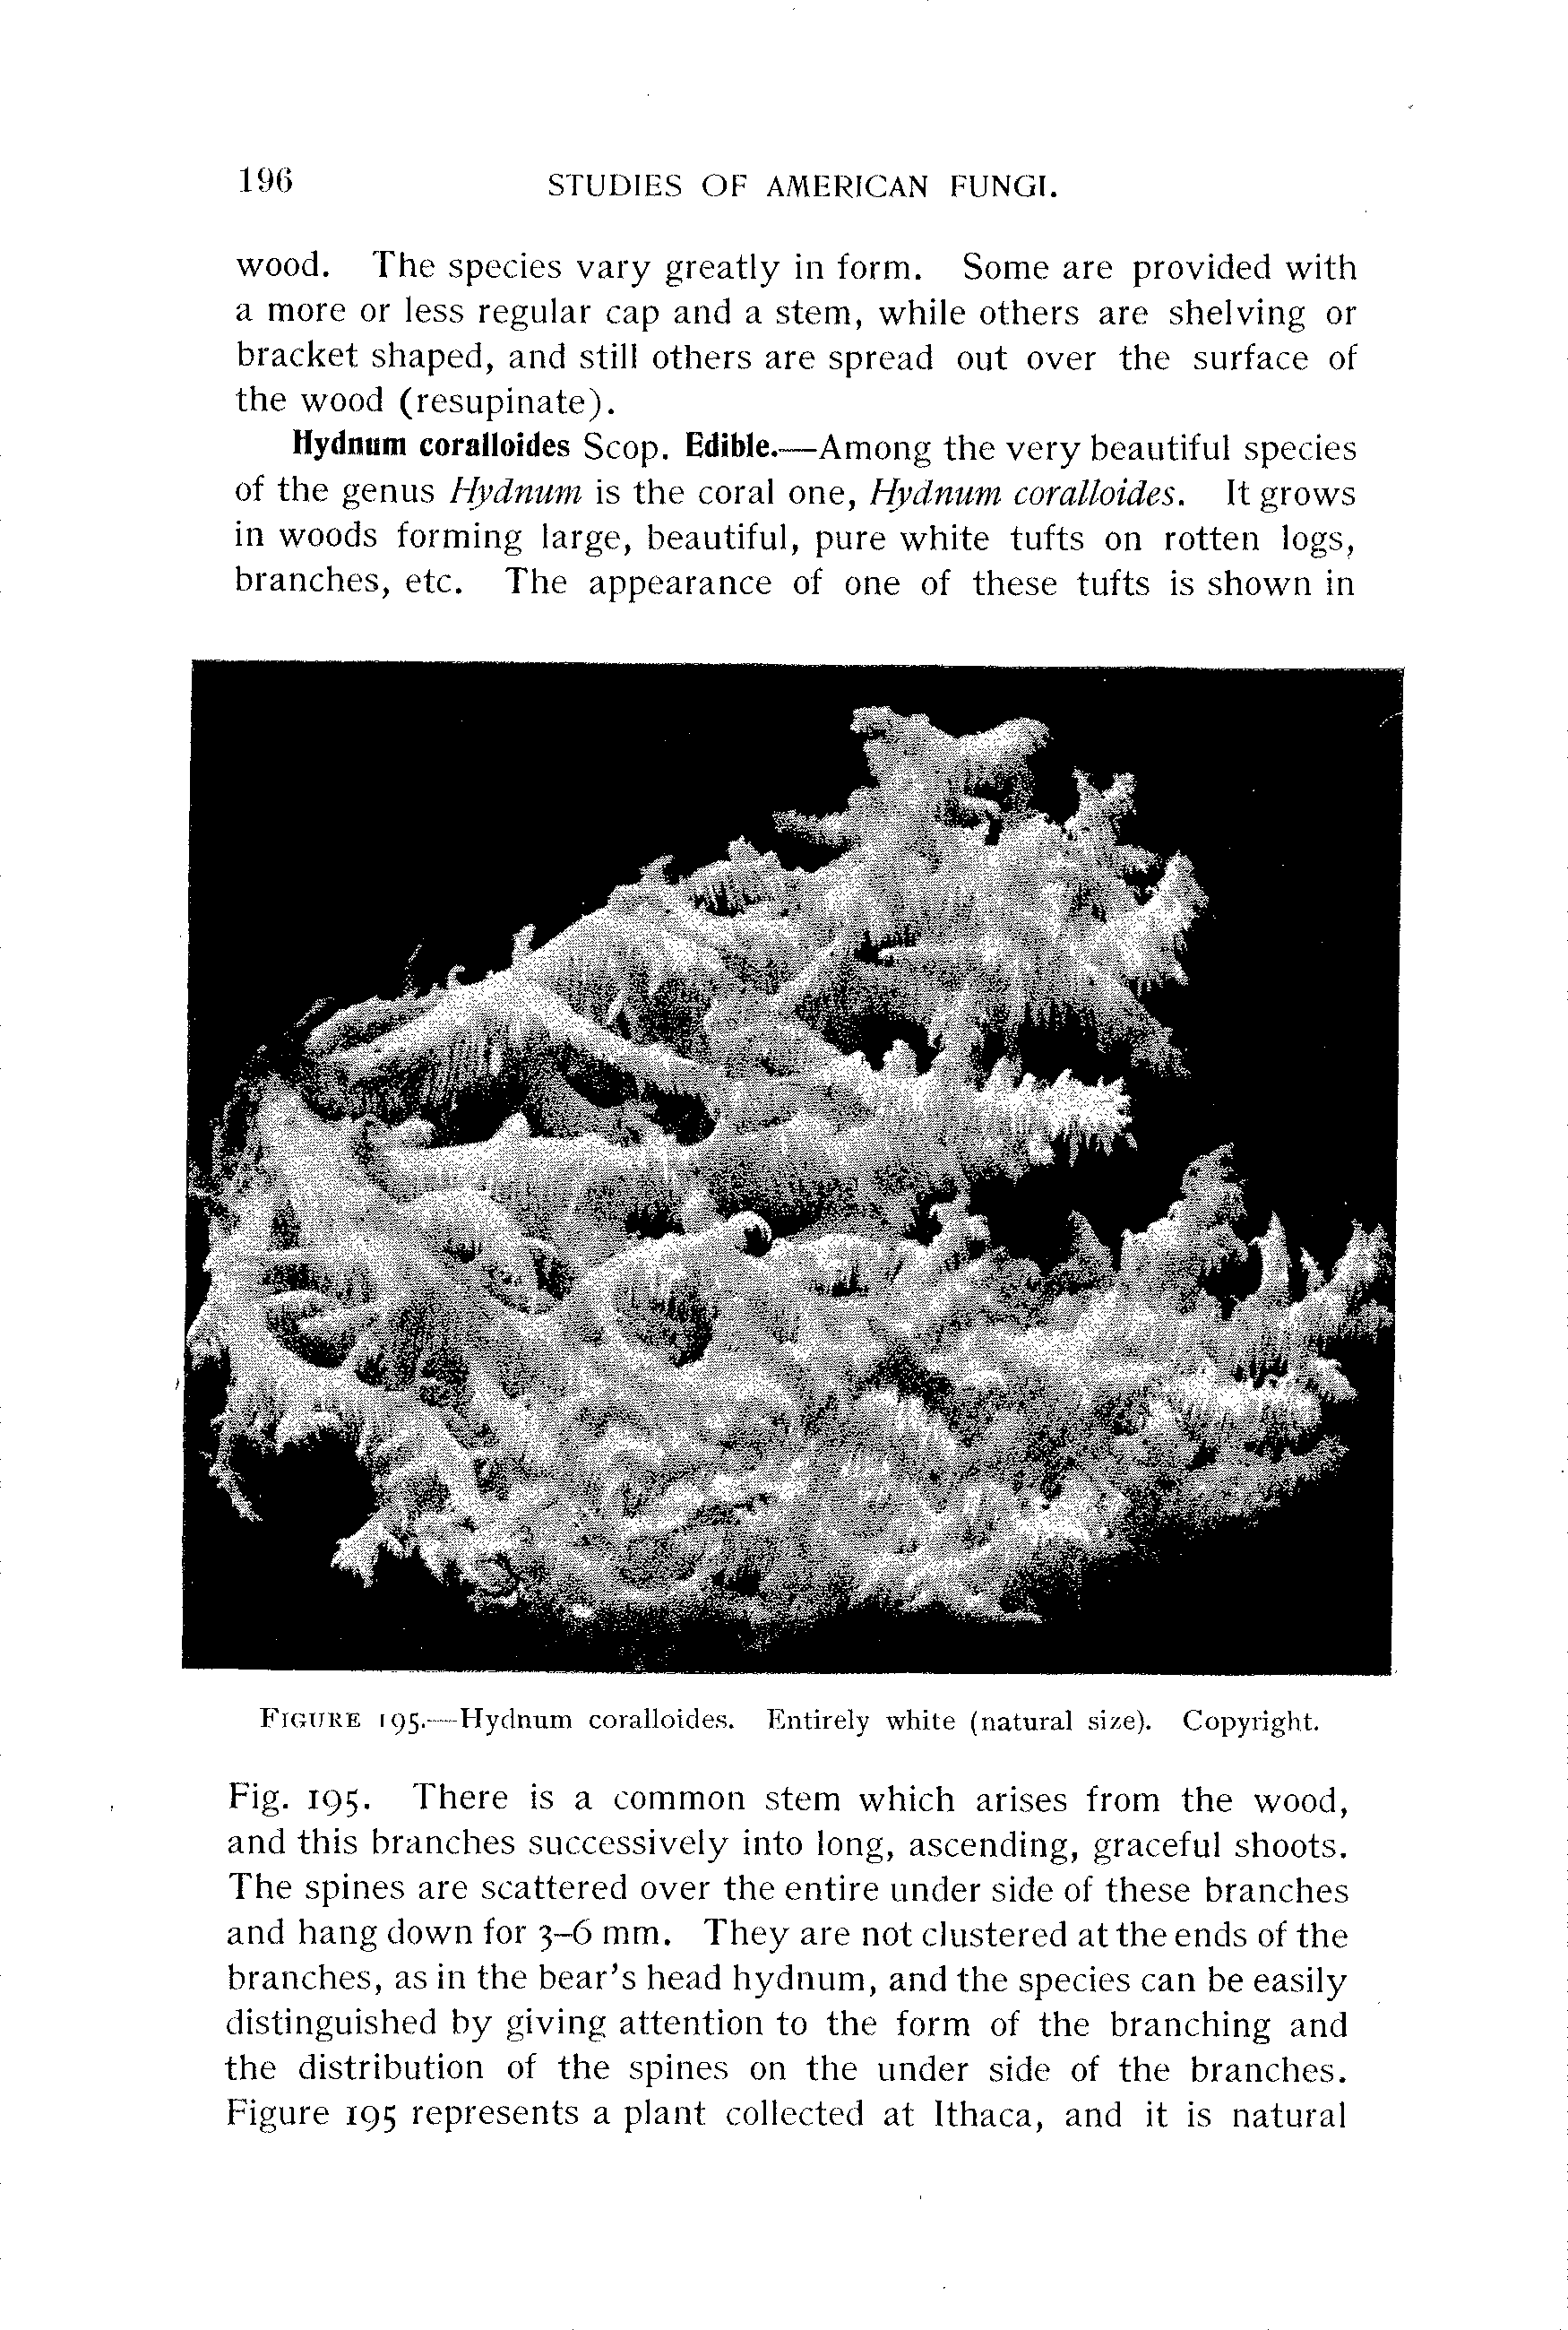 196 STUDIES OF AMERICAN FUNGI.
wood. The species vary greatly in form. Some are provided with
a more or less regular cap and a stem, while others are shelving or
bracket shaped, and still others are spread out over the surface of
the wood (resupinate).
Hydnum coralloides Scop. Edible.—Among the very beautiful species
of the genus Hydnum is the coral one, Hydnum coralloides. It grows
in woods forming large, beautiful, pure white tufts on rotten logs,
branches, etc. The appearance of one of these tufts is shown in
FIGURE 195.—Hydnum coralloides. Entirely white (natural size). Copyright.
Fig. 195. There is a common stem which arises from the wood,
and this branches successively into long, ascending, graceful shoots.
The spines are scattered over the entire under side of these branches
and hang down for 3–6 mm. They are not clustered at the ends of the
branches, as in the bear's head hydnum, and the species can be easily
distinguished by giving attention to the form of the branching and
the distribution of the spines on the under side of the branches.
Figure 195 represents a plant collected at Ithaca, and it is natural